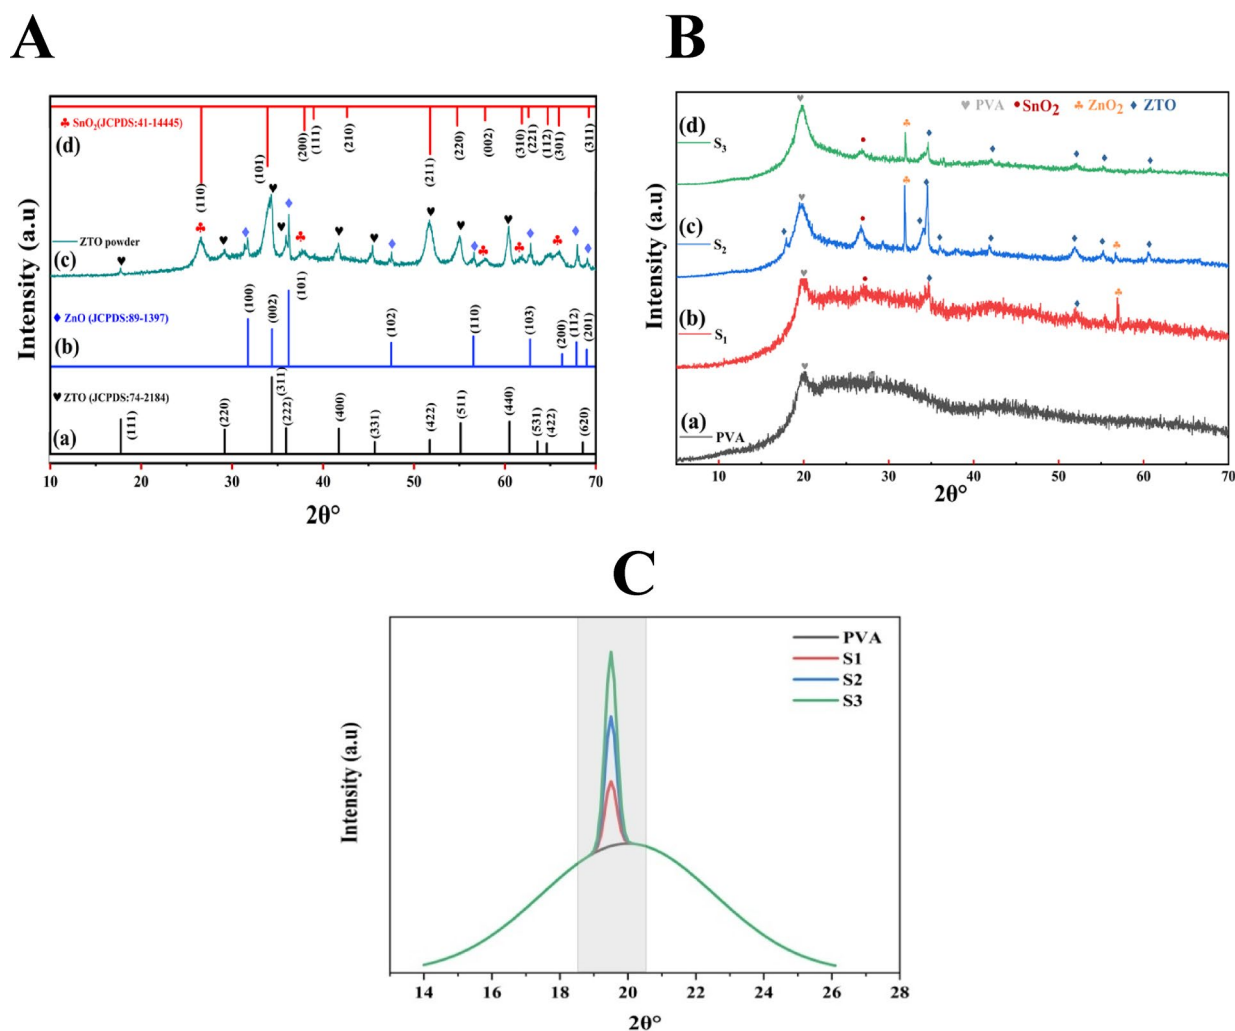 A
Intensity (a.u)
♣ SnO2(JCPDS:41-14445)
(d)
(110)
(101)
(200)
(111)
(210)
(211)
(220)
(002)
(310)
(221)
(112)
(301)
(311)
ZTO powder
(c)
♦ ZnO (JCPDS:89-1397)
(b)
(100)
(002)
(101)
(102)
(110)
(103)
(200)
(112)
(201)
♥ ZTO (JCPDS:74-2184)
(a)
(111)
(220)
(311)
(222)
(400)
(331)
(422)
(511)
(440)
(531)
(422)
(620)
10 20 30 40 50 60 70
2θ°
B
Intensity (a.u)
♥ PVA ● SnO2 ♣ ZnO2 ♦ ZTO
(d)
S3
(c)
S2
(b)
S1
(a)
PVA
10 20 30 40 50 60 70
2θ°
C
Intensity (a.u)
PVA
S1
S2
S3
14 16 18 20 22 24 26 28
2θ°